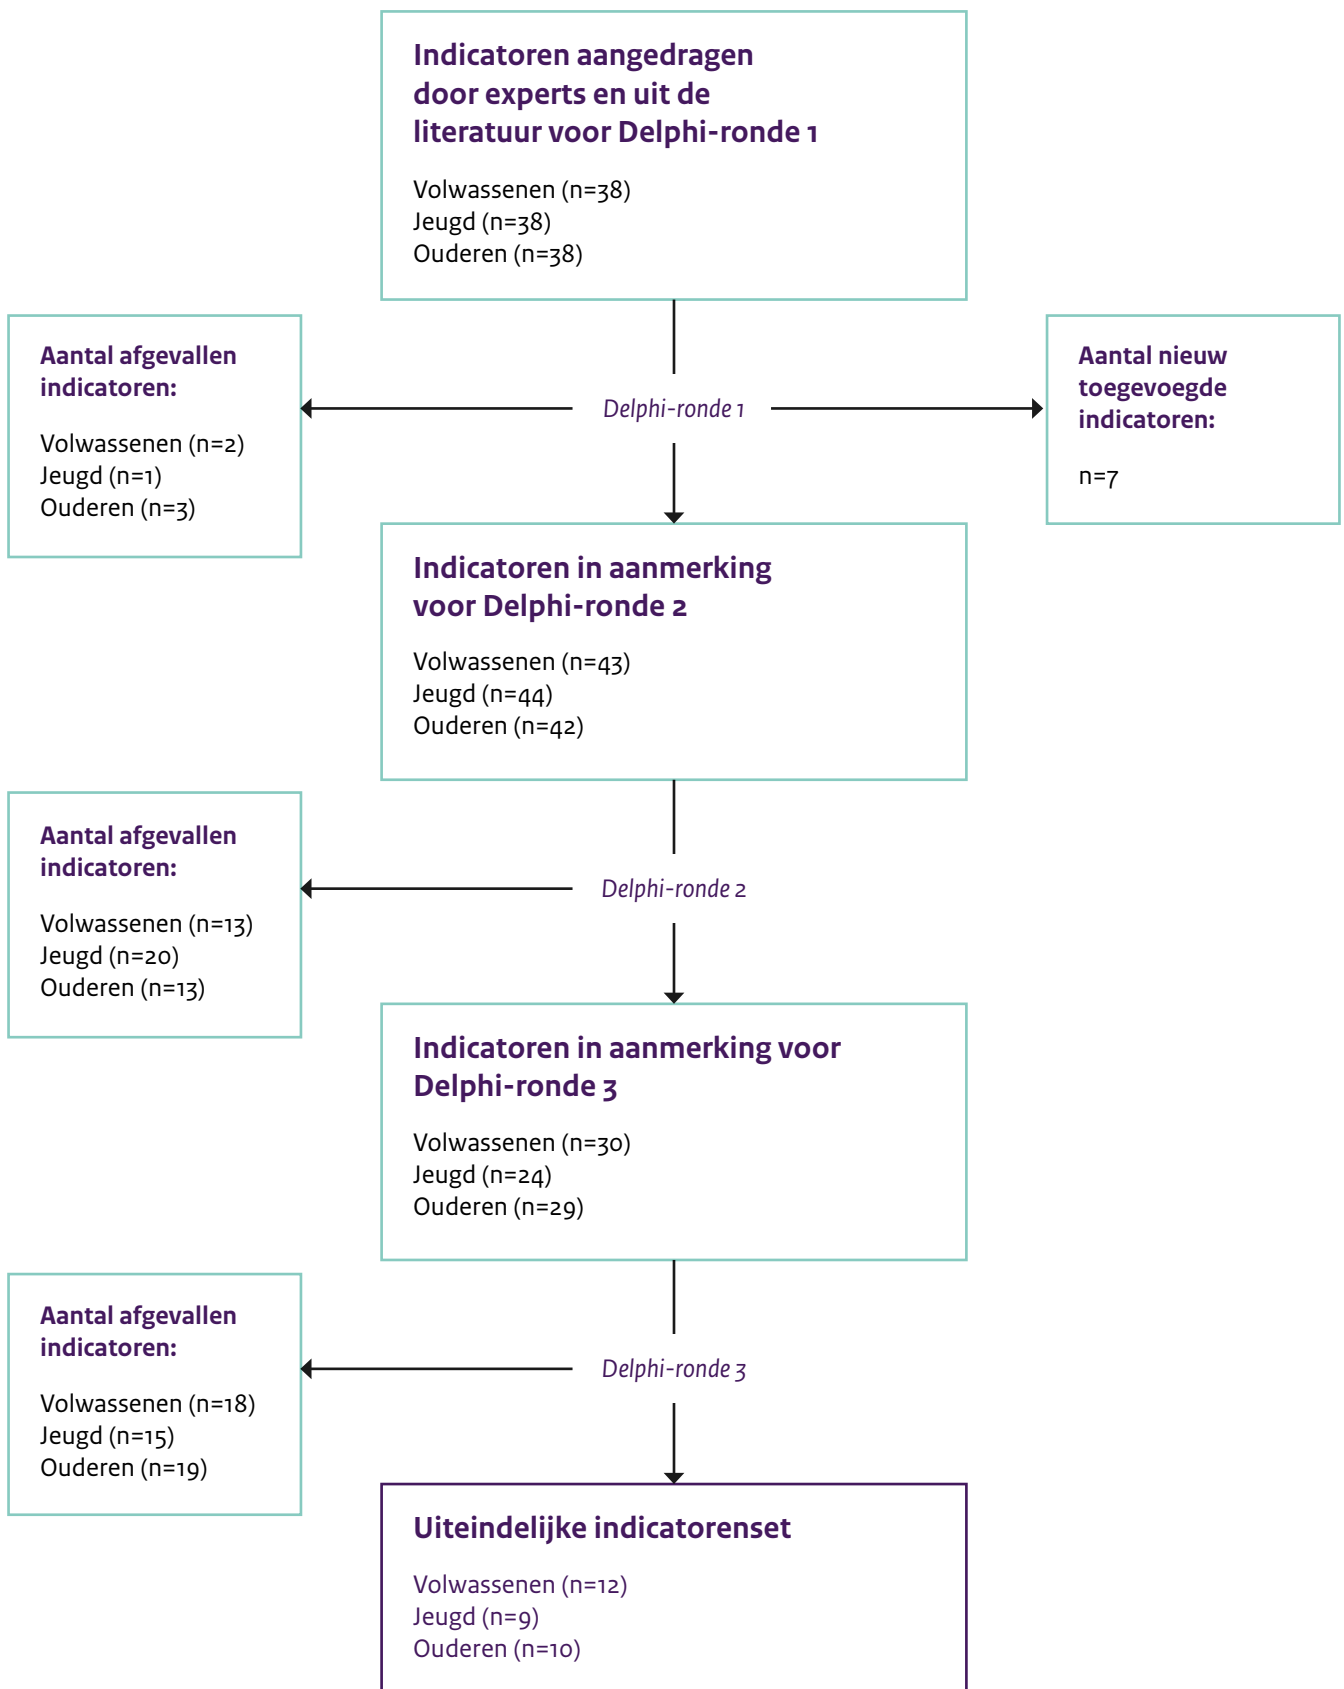 Indicatoren aangedragen
door experts en uit de
literatuur voor Delphi-ronde 1
Volwassenen (n=38)
Jeugd (n=38)
Ouderen (n=38)
Aantal afgevallen
indicatoren:
Volwassenen (n=2)
Jeugd (n=1)
Ouderen (n=3)
Delphi-ronde 1
Aantal nieuw
toegevoegde
indicatoren:
n=7
Indicatoren in aanmerking
voor Delphi-ronde 2
Volwassenen (n=43)
Jeugd (n=44)
Ouderen (n=42)
Aantal afgevallen
indicatoren:
Volwassenen (n=13)
Jeugd (n=20)
Ouderen (n=13)
Delphi-ronde 2
Indicatoren in aanmerking voor
Delphi-ronde 3
Volwassenen (n=30)
Jeugd (n=24)
Ouderen (n=29)
Aantal afgevallen
indicatoren:
Volwassenen (n=18)
Jeugd (n=15)
Ouderen (n=19)
Delphi-ronde 3
Uiteindelijke indicatorenset
Volwassenen (n=12)
Jeugd (n=9)
Ouderen (n=10)